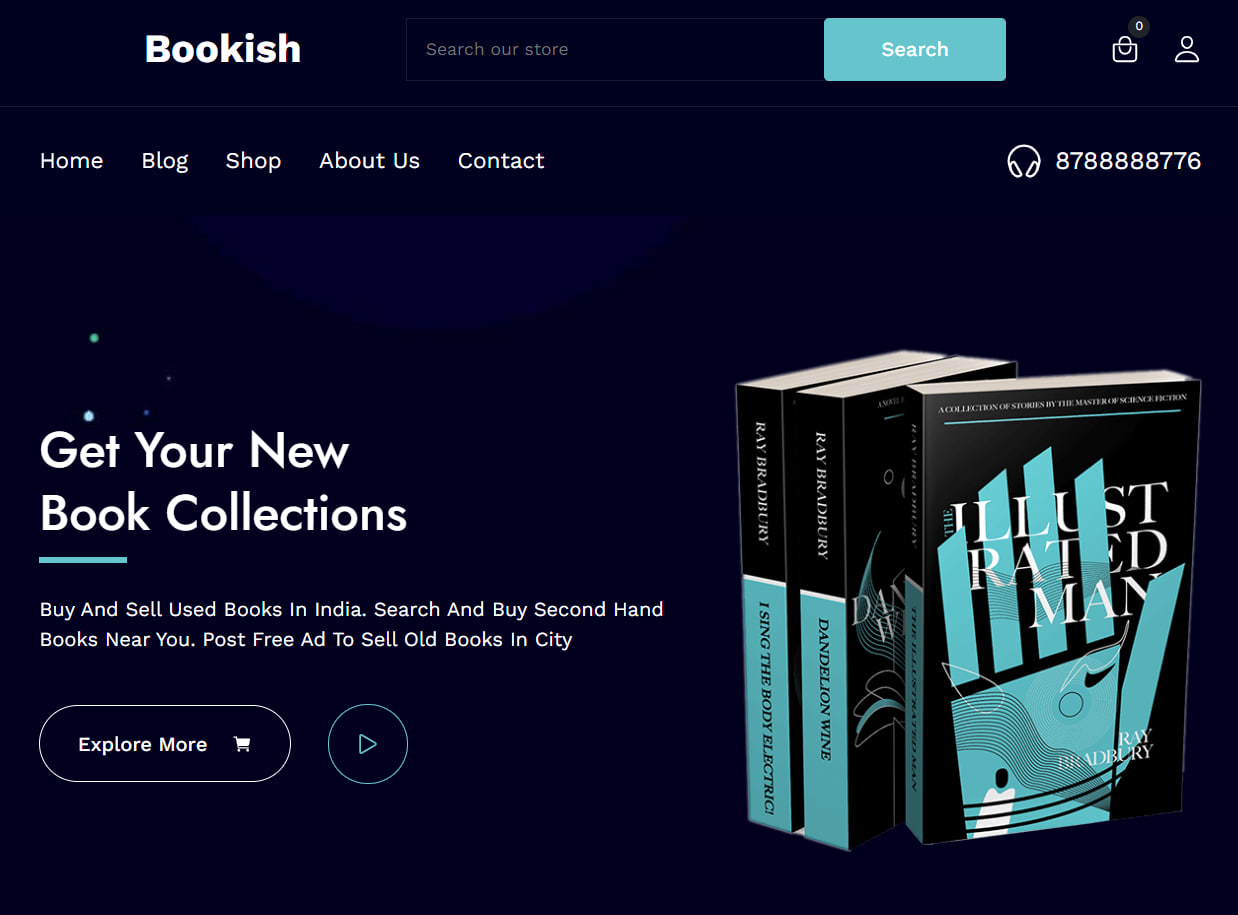 Bookish
Search our store
Search
0
Home
Blog
Shop
About Us
Contact
8788888776
Get Your New
Book Collections
Buy And Sell Used Books In India. Search And Buy Second Hand
Books Near You. Post Free Ad To Sell Old Books In City
Explore More
RAY BRADBURY
I SING THE BODY ELECTRIC!
RAY BRADBURY
DANDELION WINE
RAY BRADBURY
THE ILLUSTRATED MAN
A COLLECTION OF STORIES BY THE MASTER OF SCIENCE FICTION
THE
ILLUST
RATED
MAN
RAY
BRADBURY